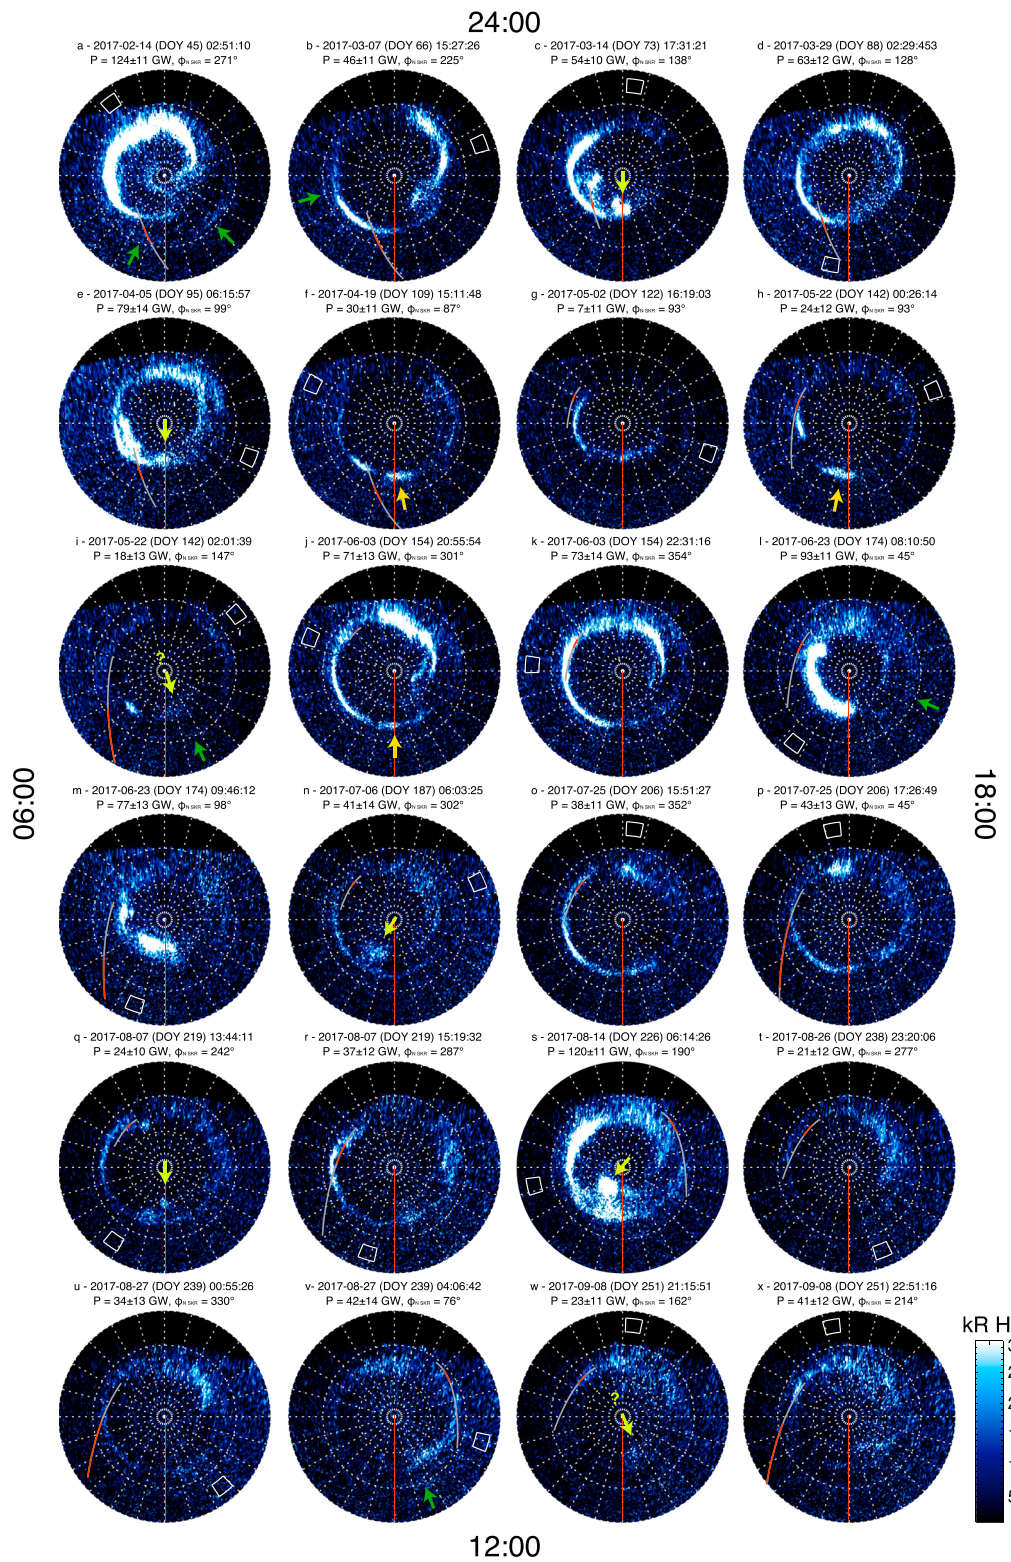 24:00
a - 2017-02-14 (DOY 45) 02:51:10
P = 124±11 GW, ϕN SKR = 271°
b - 2017-03-07 (DOY 66) 15:27:26
P = 46±11 GW, ϕN SKR = 225°
c - 2017-03-14 (DOY 73) 17:31:21
P = 54±10 GW, ϕN SKR = 138°
d - 2017-03-29 (DOY 88) 02:29:453
P = 63±12 GW, ϕN SKR = 128°
e - 2017-04-05 (DOY 95) 06:15:57
P = 79±14 GW, ϕN SKR = 99°
f - 2017-04-19 (DOY 109) 15:11:48
P = 30±11 GW, ϕN SKR = 87°
g - 2017-05-02 (DOY 122) 16:19:03
P = 7±11 GW, ϕN SKR = 93°
h - 2017-05-22 (DOY 142) 00:26:14
P = 24±12 GW, ϕN SKR = 93°
i - 2017-05-22 (DOY 142) 02:01:39
P = 18±13 GW, ϕN SKR = 147°
j - 2017-06-03 (DOY 154) 20:55:54
P = 71±13 GW, ϕN SKR = 301°
k - 2017-06-03 (DOY 154) 22:31:16
P = 73±14 GW, ϕN SKR = 354°
l - 2017-06-23 (DOY 174) 08:10:50
P = 93±11 GW, ϕN SKR = 45°
?
06:00
18:00
m - 2017-06-23 (DOY 174) 09:46:12
P = 77±13 GW, ϕN SKR = 98°
n - 2017-07-06 (DOY 187) 06:03:25
P = 41±14 GW, ϕN SKR = 302°
o - 2017-07-25 (DOY 206) 15:51:27
P = 38±11 GW, ϕN SKR = 352°
p - 2017-07-25 (DOY 206) 17:26:49
P = 43±13 GW, ϕN SKR = 45°
q - 2017-08-07 (DOY 219) 13:44:11
P = 24±10 GW, ϕN SKR = 242°
r - 2017-08-07 (DOY 219) 15:19:32
P = 37±12 GW, ϕN SKR = 287°
s - 2017-08-14 (DOY 226) 06:14:26
P = 120±11 GW, ϕN SKR = 190°
t - 2017-08-26 (DOY 238) 23:20:06
P = 21±12 GW, ϕN SKR = 277°
u - 2017-08-27 (DOY 239) 00:55:26
P = 34±13 GW, ϕN SKR = 330°
v - 2017-08-27 (DOY 239) 04:06:42
P = 42±14 GW, ϕN SKR = 76°
w - 2017-09-08 (DOY 251) 21:15:51
P = 23±11 GW, ϕN SKR = 162°
x - 2017-09-08 (DOY 251) 22:51:16
P = 41±12 GW, ϕN SKR = 214°
kR H
?
12:00